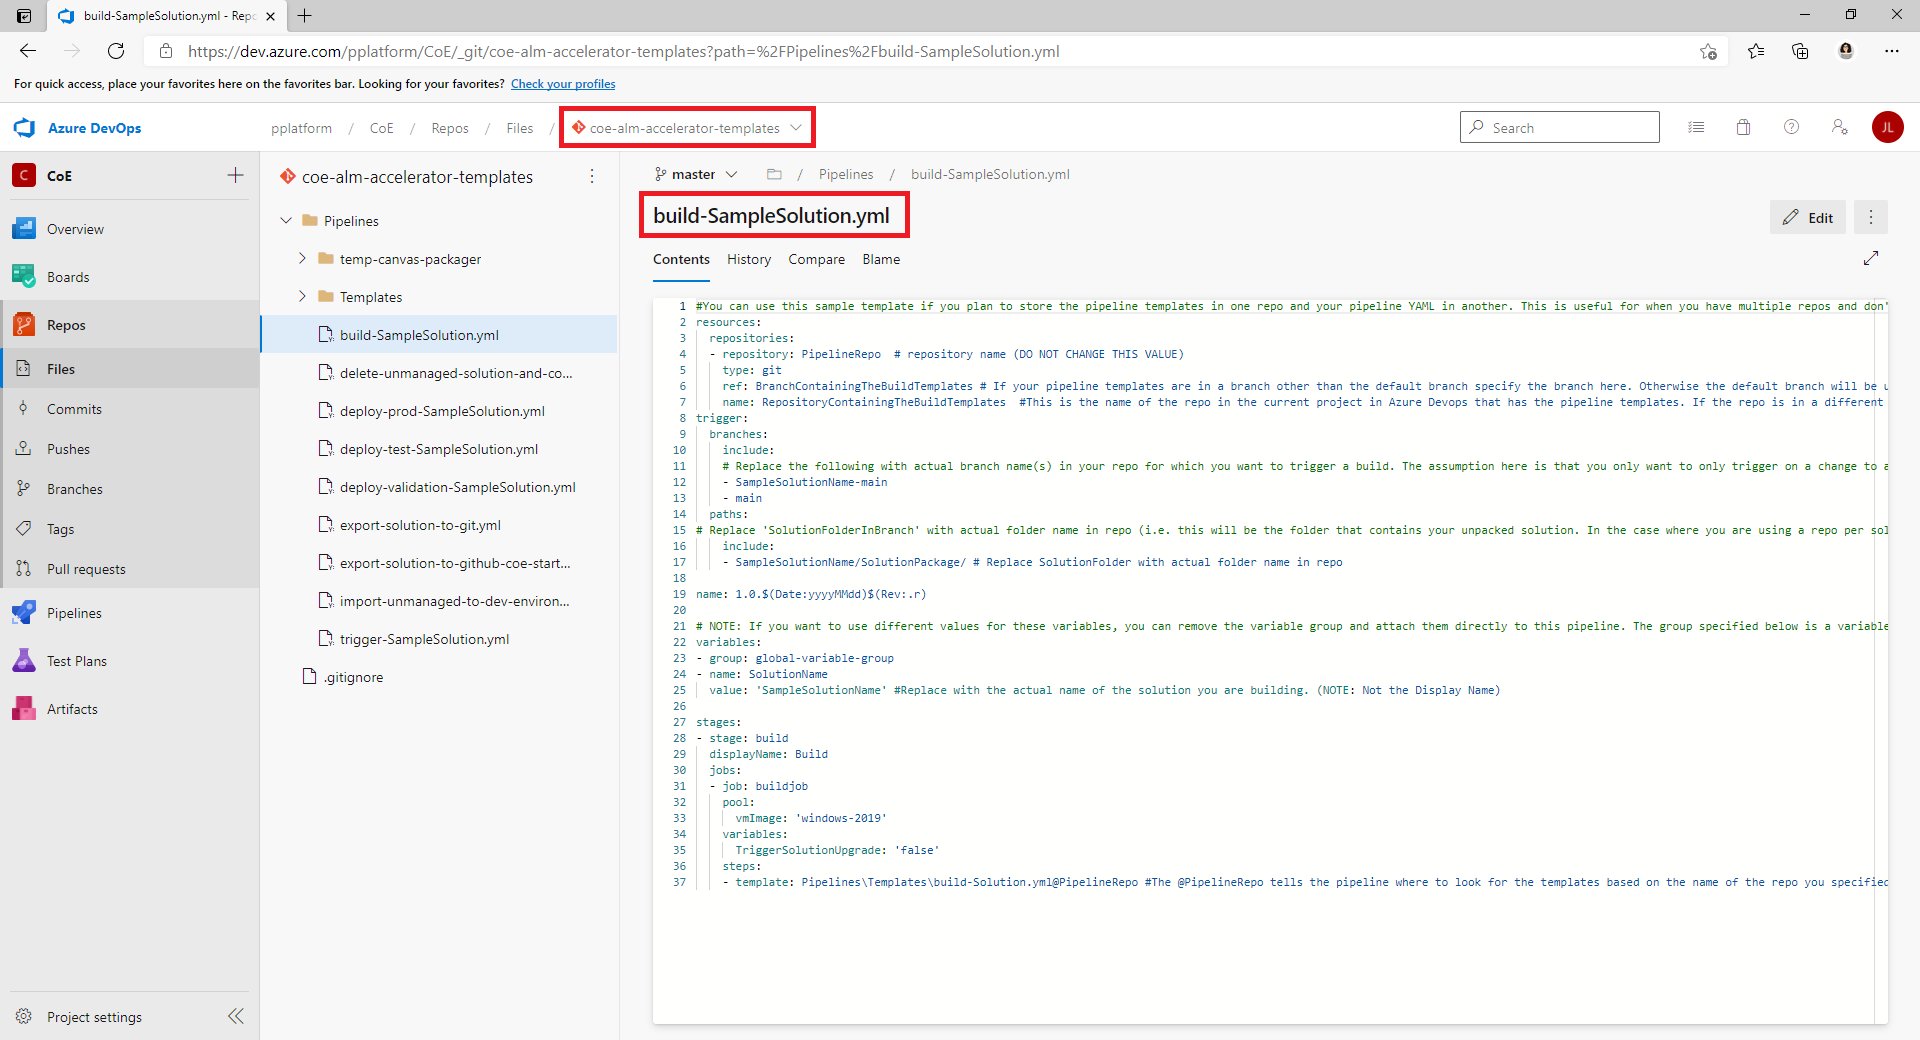 build-SampleSolution.yml - Repo
https://dev.azure.com/pplatform/CoE/_git/coe-alm-accelerator-templates?path=%2FPipelines%2Fbuild-SampleSolution.yml
For quick access, place your favorites here on the favorites bar. Looking for your favorites? Check your profiles
Azure DevOps
pplatform / CoE / Repos / Files / coe-alm-accelerator-templates
Search
JL
C CoE
Overview
Boards
Repos
Files
Commits
Pushes
Branches
Tags
Pull requests
Pipelines
Test Plans
Artifacts
Project settings
coe-alm-accelerator-templates
Pipelines
temp-canvas-packager
Templates
build-SampleSolution.yml
delete-unmanaged-solution-and-co...
deploy-prod-SampleSolution.yml
deploy-test-SampleSolution.yml
deploy-validation-SampleSolution.yml
export-solution-to-git.yml
export-solution-to-github-coe-start...
import-unmanaged-to-dev-environ...
trigger-SampleSolution.yml
.gitignore
master / Pipelines / build-SampleSolution.yml
build-SampleSolution.yml
Edit
Contents History Compare Blame
1 #You can use this sample template if you plan to store the pipeline templates in one repo and your pipeline YAML in another. This is useful for when you have multiple repos and don'
2 resources:
3 repositories:
4 - repository: PipelineRepo # repository name (DO NOT CHANGE THIS VALUE)
5 type: git
6 ref: BranchContainingTheBuildTemplates # If your pipeline templates are in a branch other than the default branch specify the branch here. Otherwise the default branch will be u
7 name: RepositoryContainingTheBuildTemplates #This is the name of the repo in the current project in Azure Devops that has the pipeline templates. If the repo is in a different
8 trigger:
9 branches:
10 include:
11 # Replace the following with actual branch name(s) in your repo for which you want to trigger a build. The assumption here is that you only want to only trigger on a change to a
12 - SampleSolutionName-main
13 - main
14 paths:
15 # Replace 'SolutionFolderInBranch' with actual folder name in repo (i.e. this will be the folder that contains your unpacked solution. In the case where you are using a repo per sol
16 include:
17 - SampleSolutionName/SolutionPackage/ # Replace SolutionFolder with actual folder name in repo
18
19 name: 1.0.$(Date:yyyyMMdd)$(Rev:.r)
20
21 # NOTE: If you want to use different values for these variables, you can remove the variable group and attach them directly to this pipeline. The group specified below is a variable
22 variables:
23 - group: global-variable-group
24 - name: SolutionName
25 value: 'SampleSolutionName' #Replace with the actual name of the solution you are building. (NOTE: Not the Display Name)
26
27 stages:
28 - stage: build
29 displayName: Build
30 jobs:
31 - job: buildjob
32 pool:
33 vmImage: 'windows-2019'
34 variables:
35 TriggerSolutionUpgrade: 'false'
36 steps:
37 - template: Pipelines\Templates\build-Solution.yml@PipelineRepo #The @PipelineRepo tells the pipeline where to look for the templates based on the name of the repo you specified